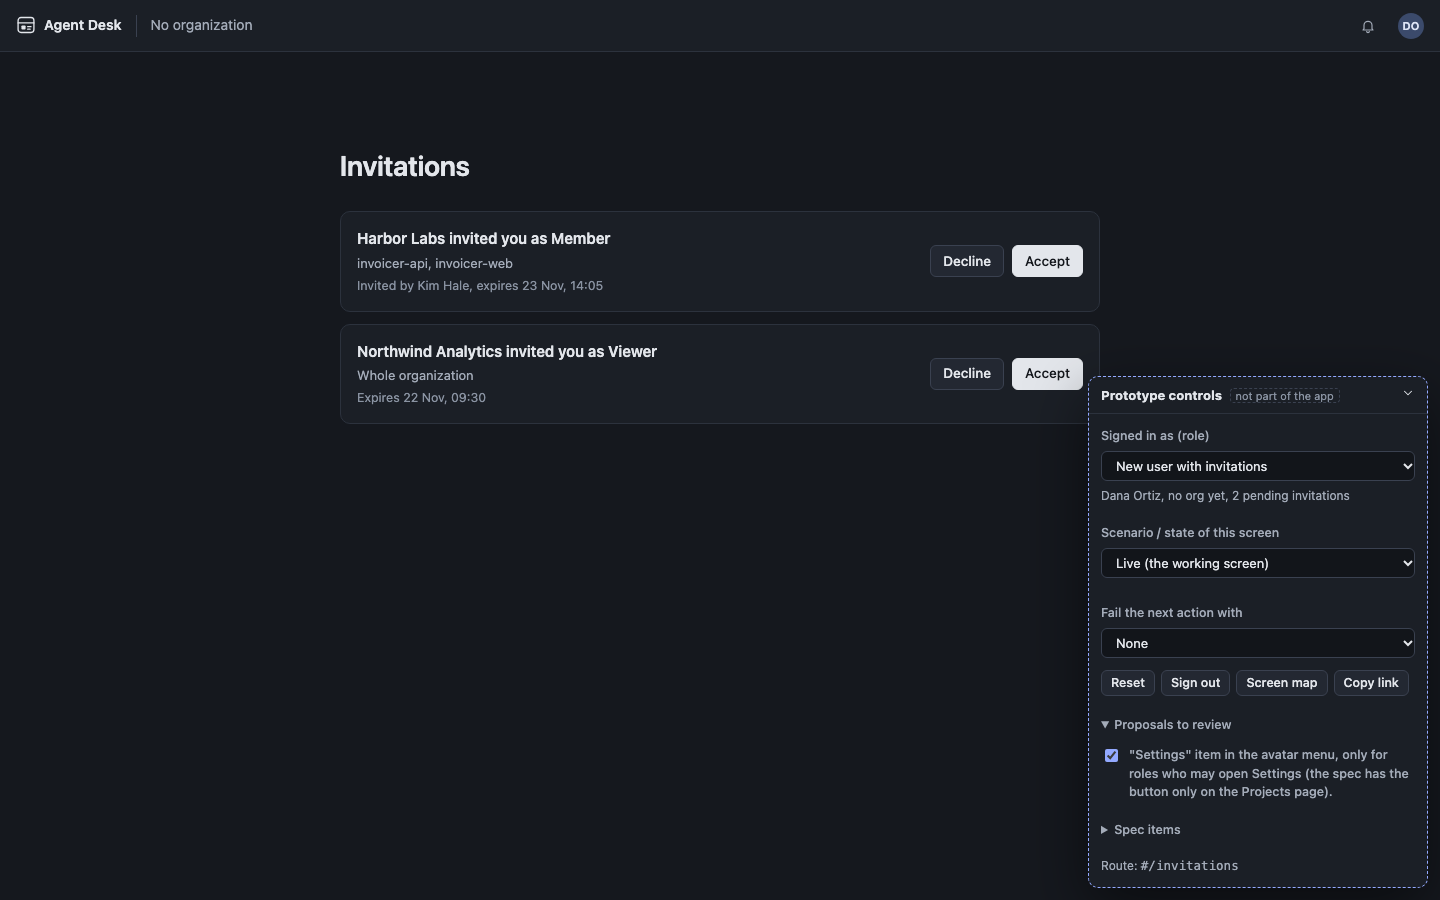 Agent Desk
No organization
DO
Invitations
Harbor Labs invited you as Member
invoicer-api, invoicer-web
Invited by Kim Hale, expires 23 Nov, 14:05
Decline
Accept
Northwind Analytics invited you as Viewer
Whole organization
Expires 22 Nov, 09:30
Decline
Accept
Prototype controls
not part of the app
Signed in as (role)
New user with invitations
Dana Ortiz, no org yet, 2 pending invitations
Scenario / state of this screen
Live (the working screen)
Fail the next action with
None
Reset
Sign out
Screen map
Copy link
Proposals to review
"Settings" item in the avatar menu, only for
roles who may open Settings (the spec has the
button only on the Projects page).
Spec items
Route: #/invitations